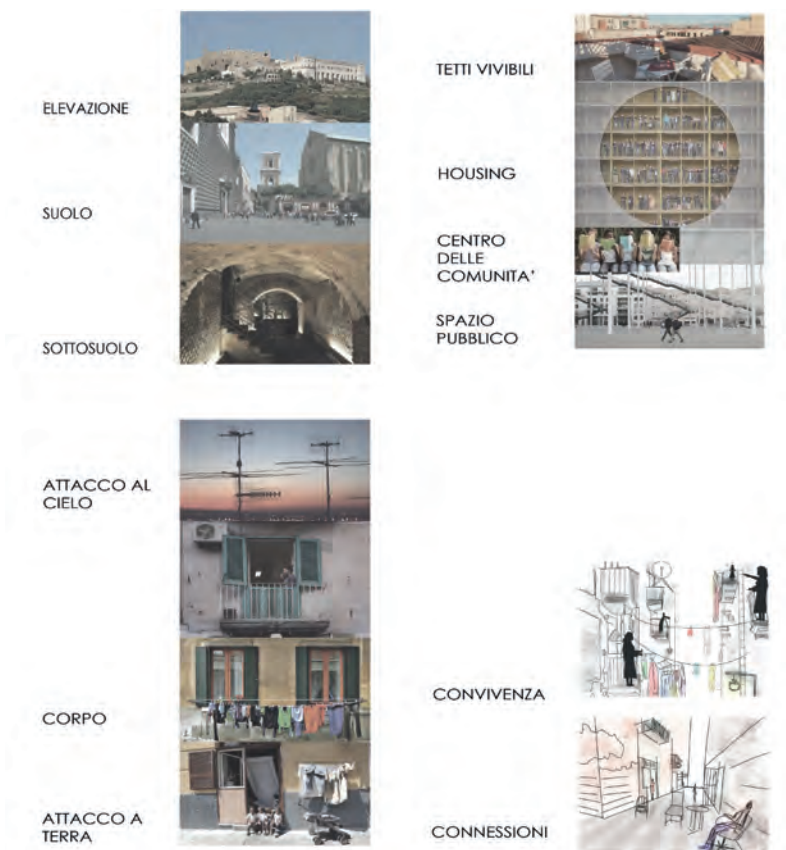 ELEVAZIONE
SUOLO
SOTTOSUOLO
TETTI VIVIBILI
HOUSING
CENTRO
DELLE
COMUNITA'
SPAZIO
PUBBLICO
ATTACCO AL
CIELO
CORPO
ATTACCO A
TERRA
CONVIVENZA
CONNESSIONI